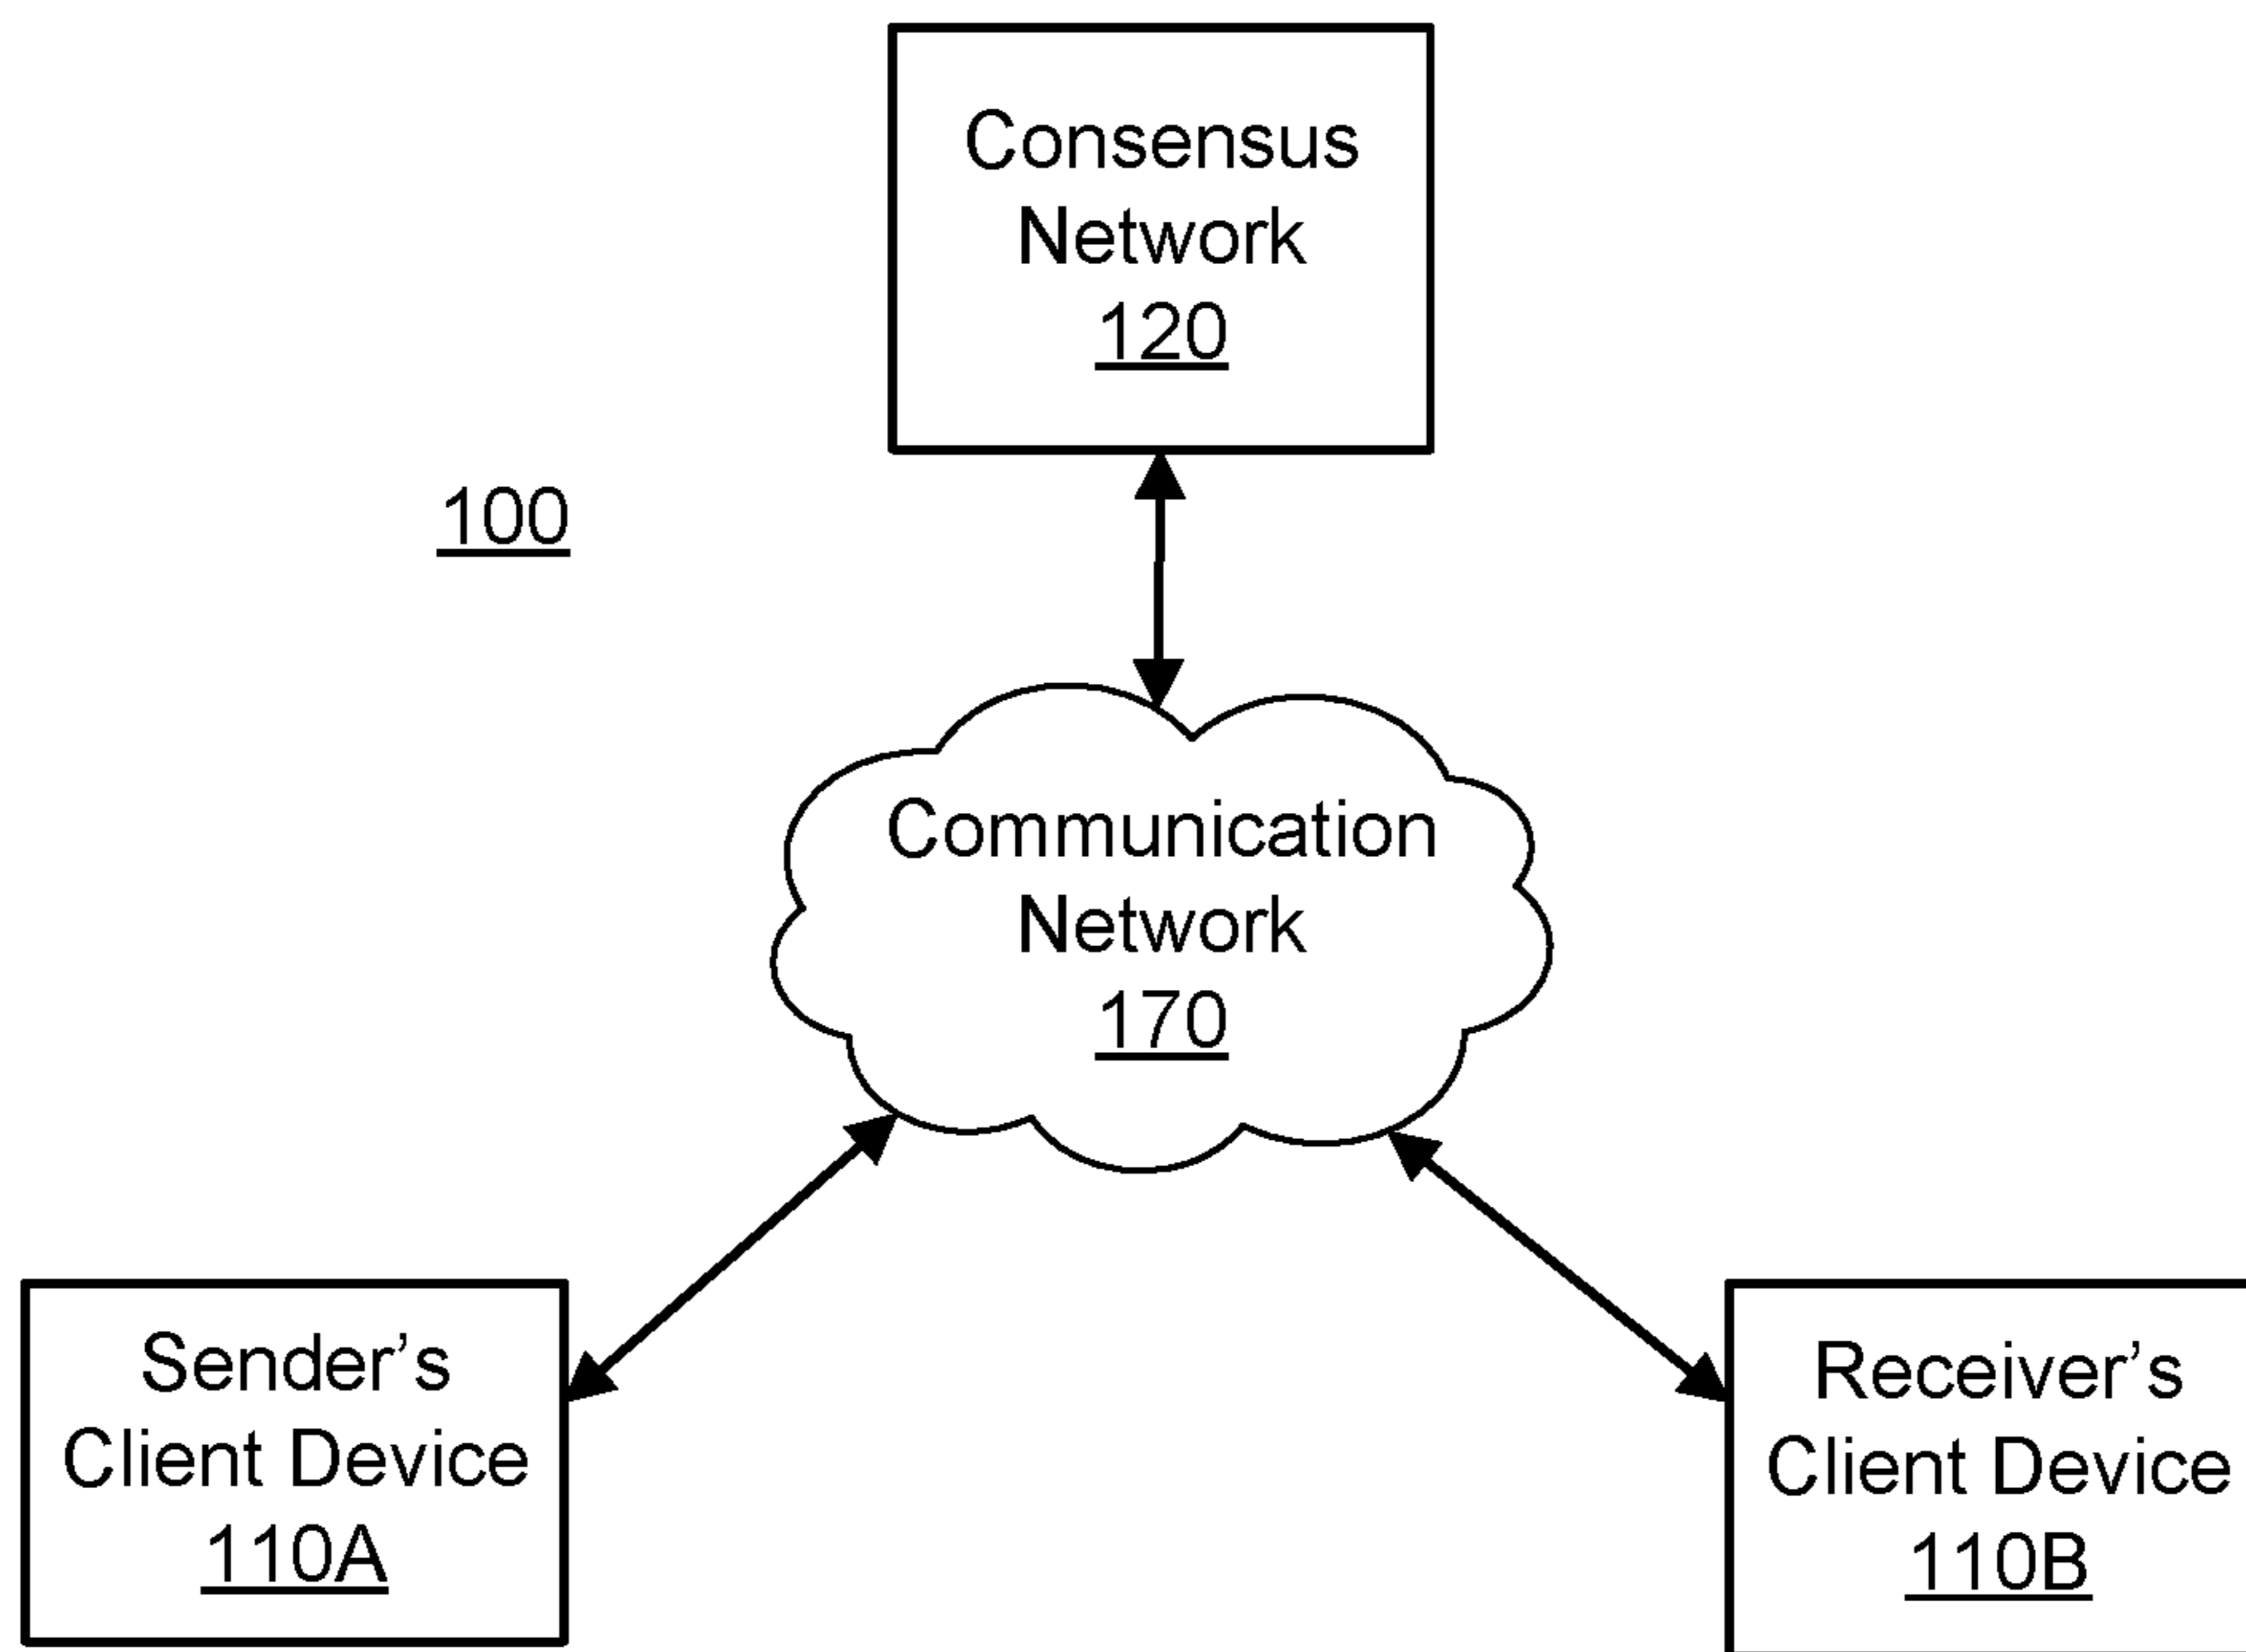 Consensus
Network
120
100
Communication
Network
170
Sender’s
Client Device
110A
Receiver’s
Client Device
110B